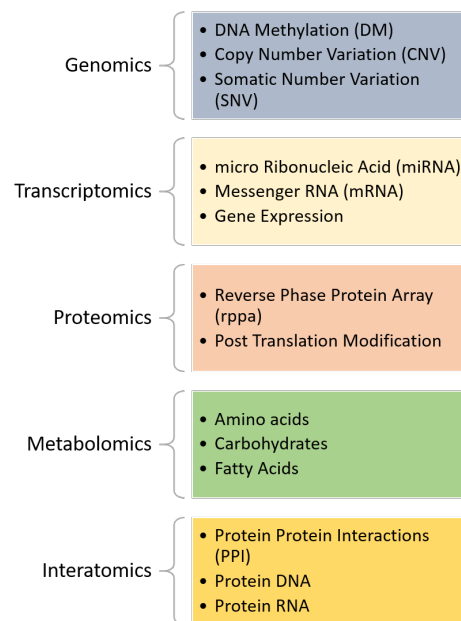 Genomics
• DNA Methylation (DM)
• Copy Number Variation (CNV)
• Somatic Number Variation
(SNV)
Transcriptomics
• micro Ribonucleic Acid (miRNA)
• Messenger RNA (mRNA)
• Gene Expression
Proteomics
• Reverse Phase Protein Array
(rppa)
• Post Translation Modification
Metabolomics
• Amino acids
• Carbohydrates
• Fatty Acids
Interatomics
• Protein Protein Interactions
(PPI)
• Protein DNA
• Protein RNA